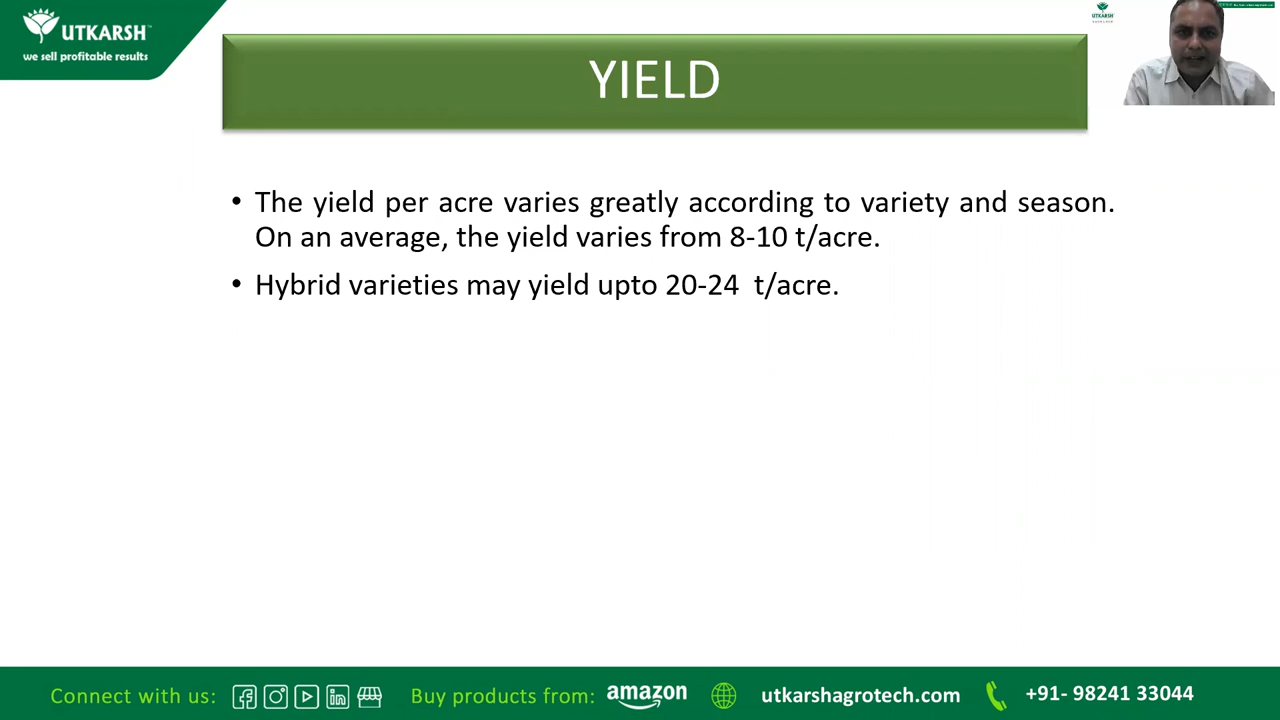 UTKARSH™
we sell profitable results
UTKARSH
YIELD
• The yield per acre varies greatly according to variety and season.
On an average, the yield varies from 8-10 t/acre.
• Hybrid varieties may yield upto 20-24 t/acre.
Connect with us:
Buy products from: amazon
utkarshagrotech.com
+91- 98241 33044